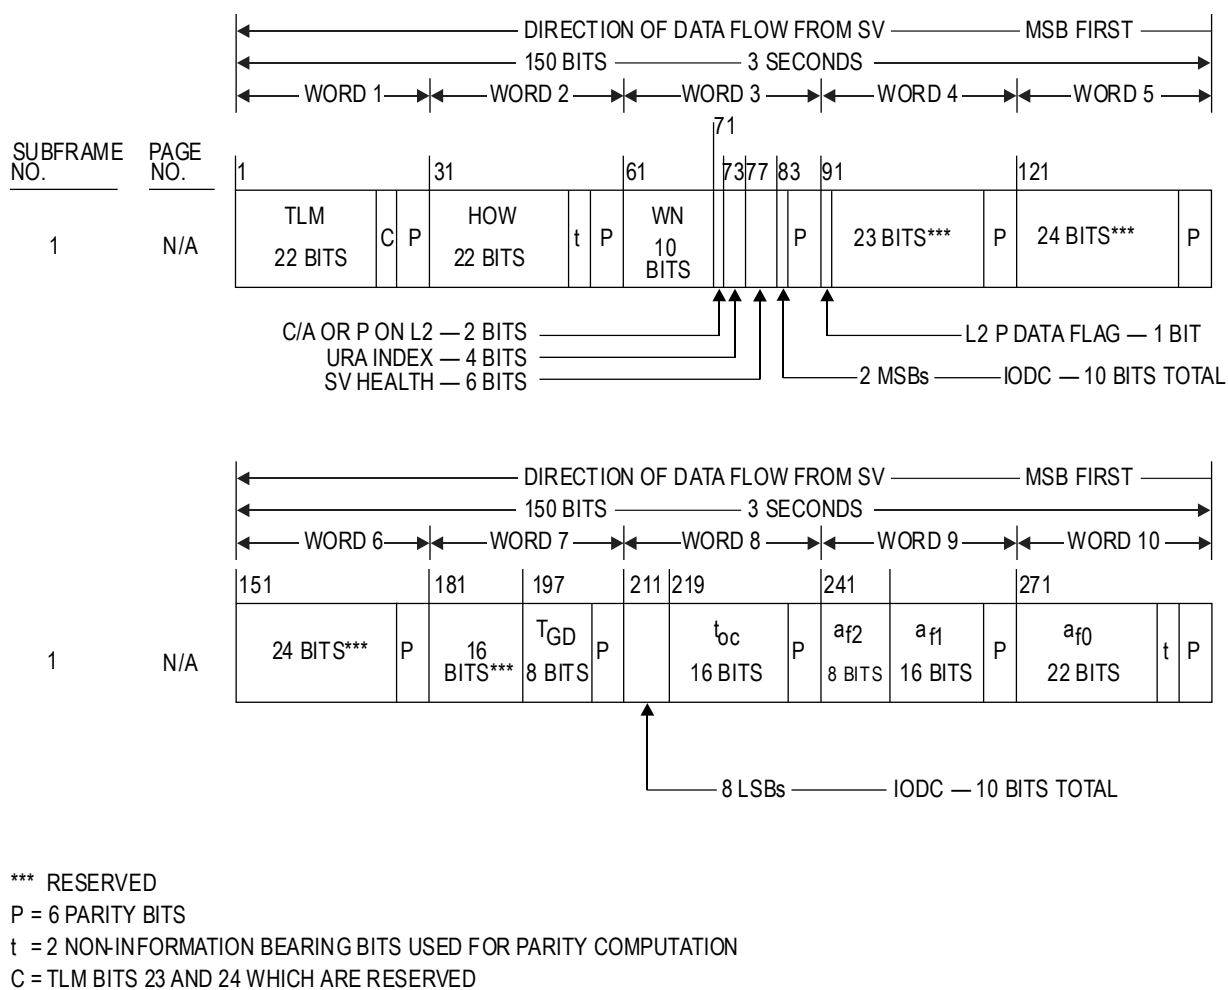 DIRECTION OF DATA FLOW FROM SV MSB FIRST
150 BITS 3 SECONDS
WORD 1 WORD 2 WORD 3 WORD 4 WORD 5
71
SUBFRAME NO. PAGE NO.
1 31 61 73 77 83 91 121
1 N/A
TLM 22 BITS C P HOW 22 BITS t P WN 10 BITS P 23 BITS*** P 24 BITS*** P
C/A OR P ON L2 — 2 BITS L2 P DATA FLAG — 1 BIT
URA INDEX — 4 BITS
SV HEALTH — 6 BITS 2 MSBs IODC — 10 BITS TOTAL
DIRECTION OF DATA FLOW FROM SV MSB FIRST
150 BITS 3 SECONDS
WORD 6 WORD 7 WORD 8 WORD 9 WORD 10
151 181 197 211 219 241 271
1 N/A
24 BITS*** P 16 BITS*** TGD 8 BITS P toc 16 BITS P af2 8 BITS af1 16 BITS P af0 22 BITS t P
8 LSBs IODC — 10 BITS TOTAL
*** RESERVED
P = 6 PARITY BITS
t = 2 NON-INFORMATION BEARING BITS USED FOR PARITY COMPUTATION
C = TLM BITS 23 AND 24 WHICH ARE RESERVED